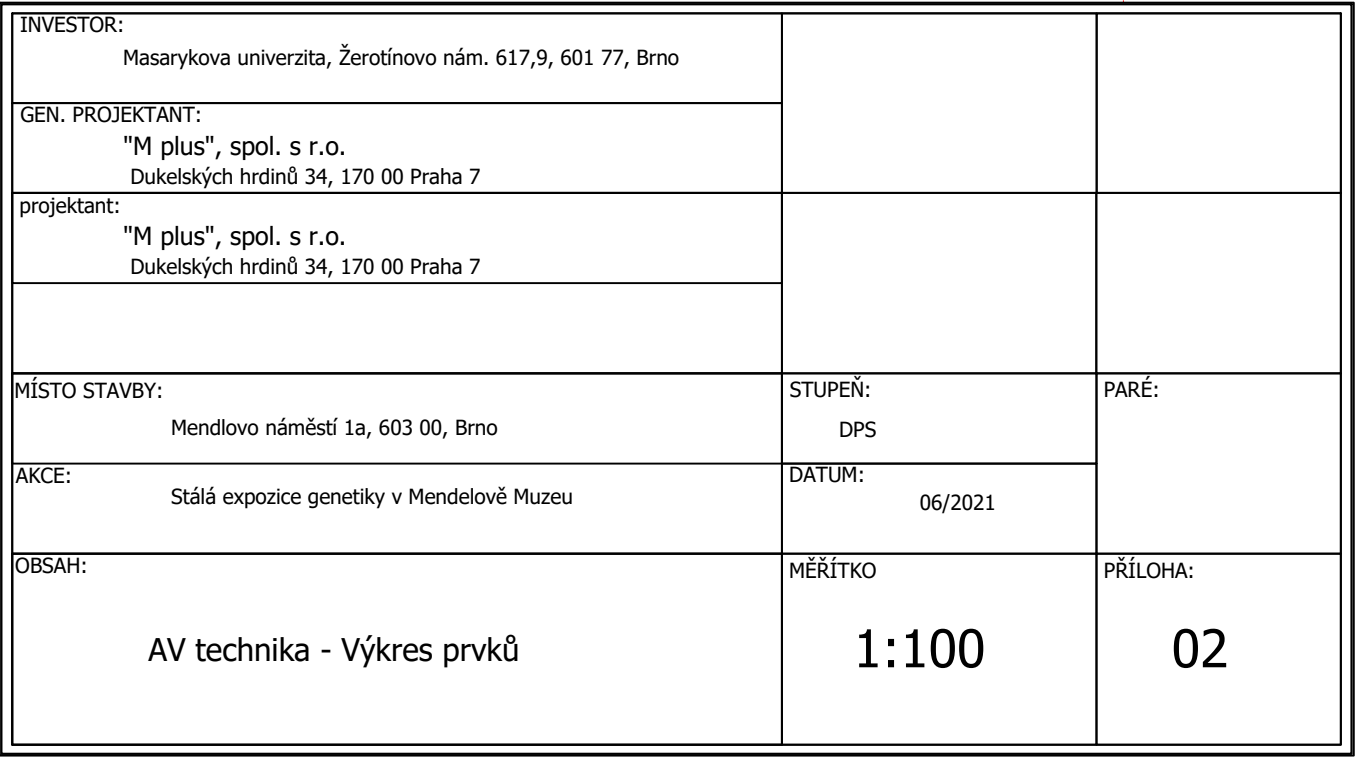 INVESTOR:
Masarykova univerzita, Žerotínovo nám. 617,9, 601 77, Brno
GEN. PROJEKTANT:
"M plus", spol. s r.o.
Dukelských hrdinů 34, 170 00 Praha 7
projektant:
"M plus", spol. s r.o.
Dukelských hrdinů 34, 170 00 Praha 7
MÍSTO STAVBY:
Mendlovo náměstí 1a, 603 00, Brno
STUPEŇ:
DPS
PARÉ:
AKCE:
Stálá expozice genetiky v Mendelově Muzeu
DATUM:
06/2021
OBSAH:
AV technika - Výkres prvků
MĚŘÍTKO
1:100
PŘÍLOHA:
02